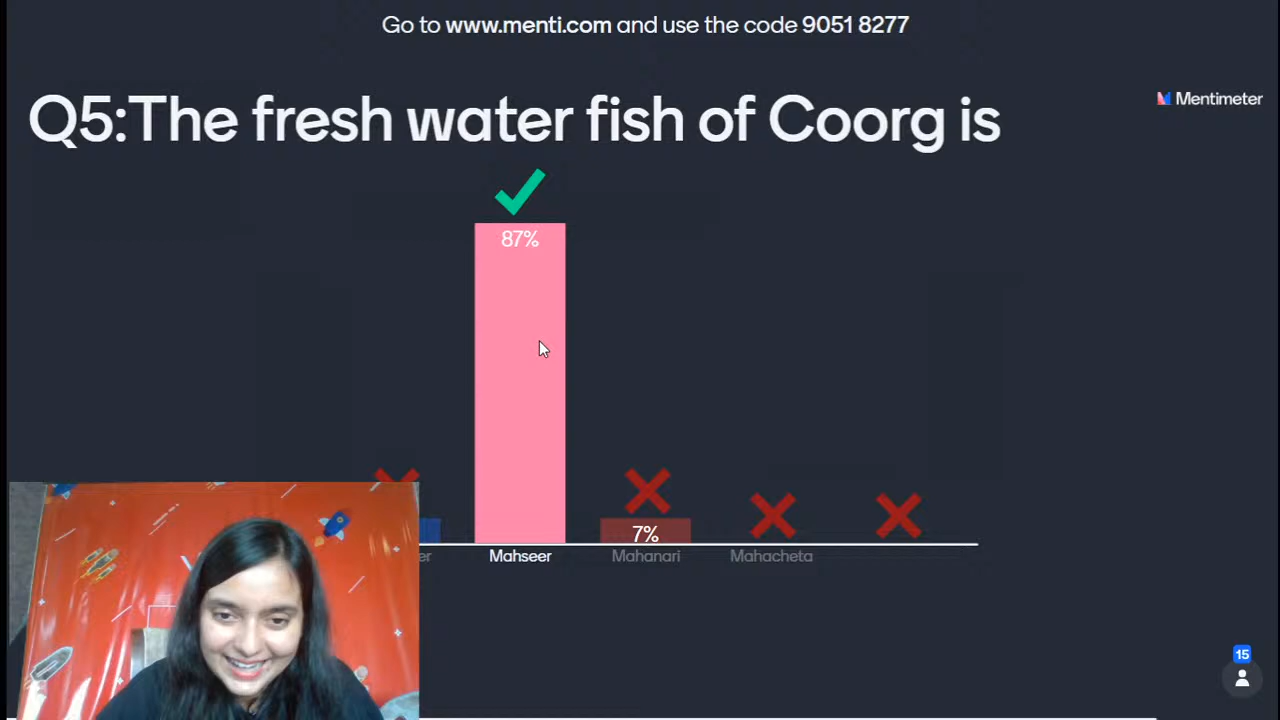 Go to www.menti.com and use the code 9051 8277
Mentimeter
Q5:The fresh water fish of Coorg is
87%
7%
Mahseer
Mahanari
Mahacheta
15